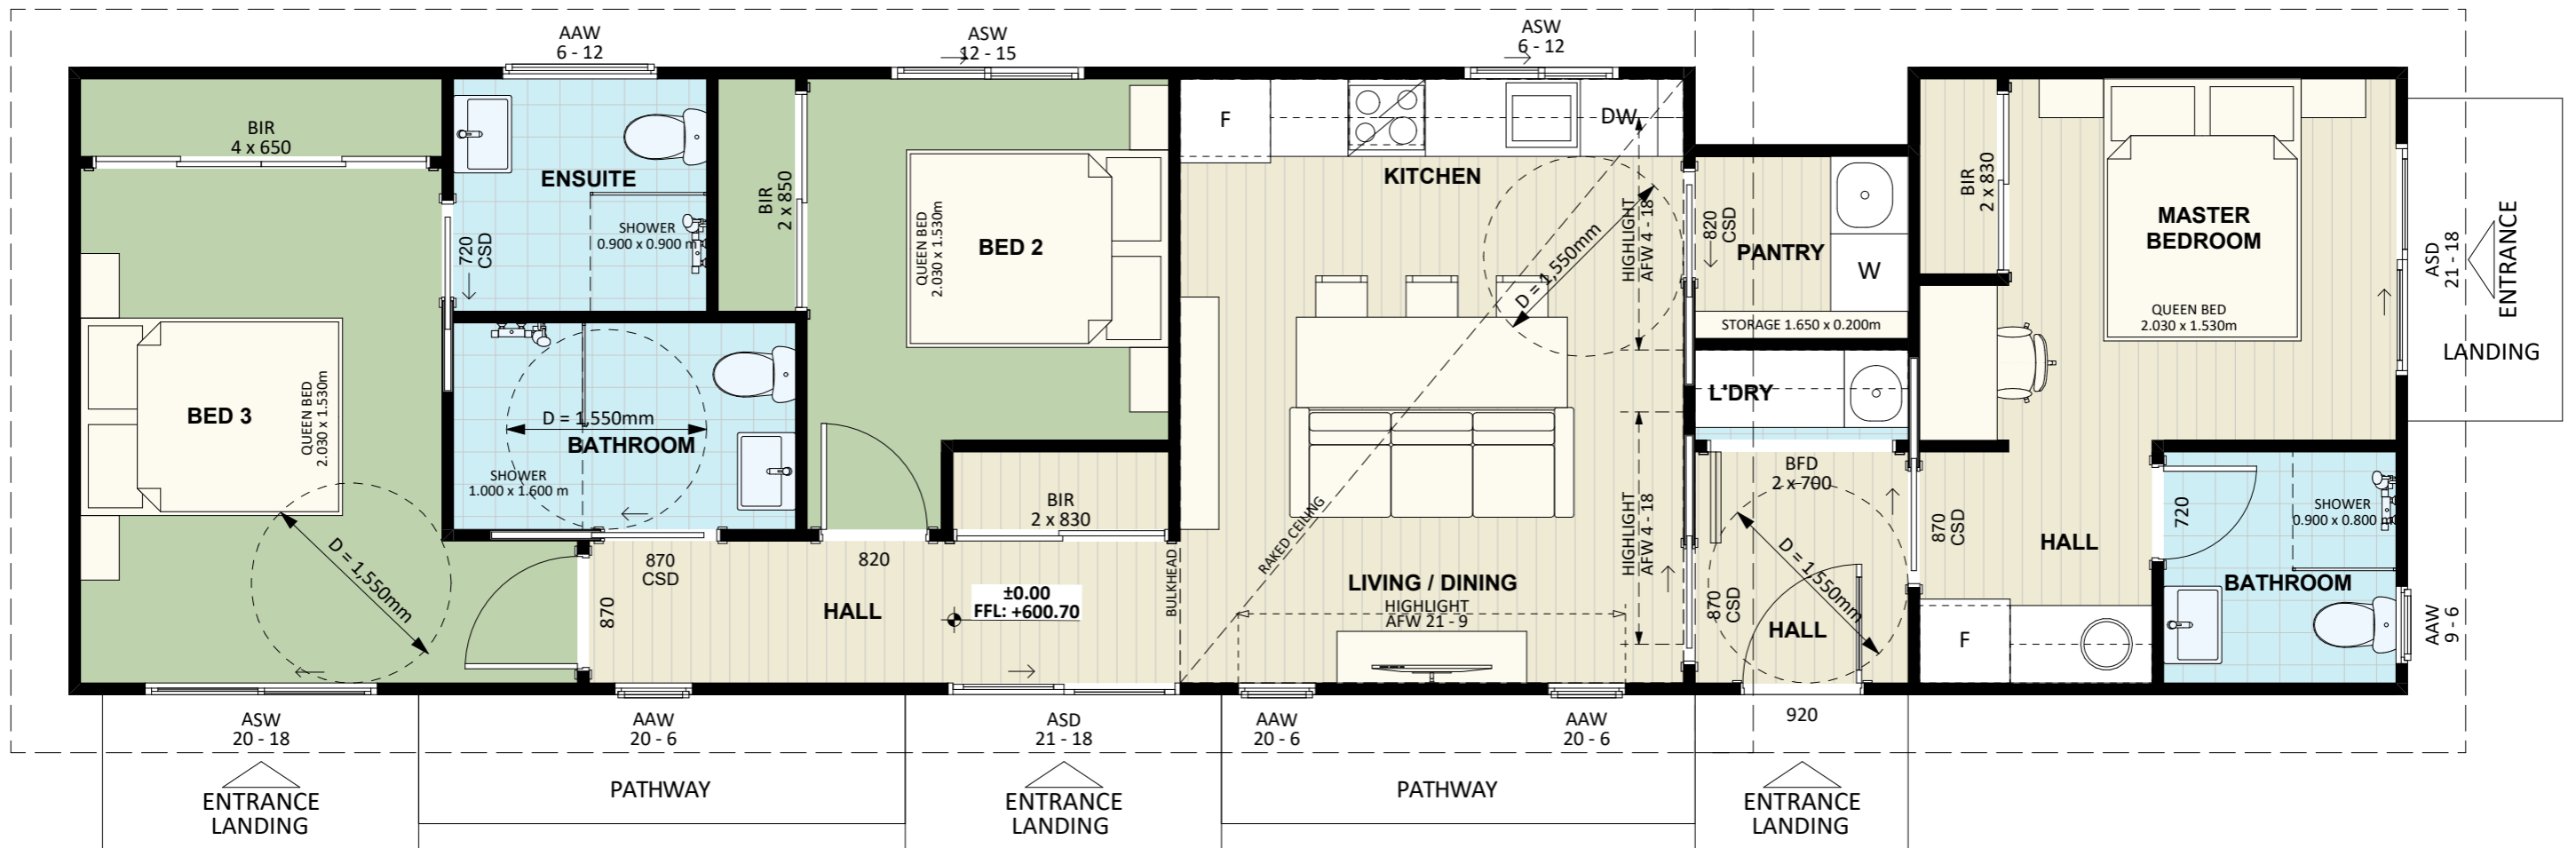 AAW
6 - 12
ASW
12 - 15
ASW
6 - 12
BIR
4 x 650
ENSUITE
SHOWER
0.900 x 0.900 m
720
CSD
BIR
2 x 850
QUEEN BED
2.030 x 1.530m
BED 2
F
DW
KITCHEN
HIGHLIGHT
AFW 4 - 18
D = 1,550mm
820
CSD
PANTRY
W
STORAGE 1.650 x 0.200m
BIR
2 x 830
MASTER
BEDROOM
QUEEN BED
2.030 x 1.530m
ASD
21 - 18
ENTRANCE
LANDING
BED 3
QUEEN BED
2.030 x 1.530m
D = 1,550mm
D = 1,550mm
BATHROOM
SHOWER
1.000 x 1.600 m
870
CSD
870
820
HALL
BIR
2 x 830
±0.00
FFL: +600.70
BULKHEAD
RAKED CEILING
LIVING / DINING
HIGHLIGHT
AFW 21 - 9
HIGHLIGHT
AFW 4 - 18
L'DRY
BFD
2 x 700
870
CSD
D = 1,550mm
HALL
870
CSD
HALL
F
720
SHOWER
0.900 x 0.800 m
BATHROOM
AAW
9 - 6
ASW
20 - 18
AAW
20 - 6
ASD
21 - 18
AAW
20 - 6
AAW
20 - 6
920
ENTRANCE
LANDING
PATHWAY
ENTRANCE
LANDING
PATHWAY
ENTRANCE
LANDING